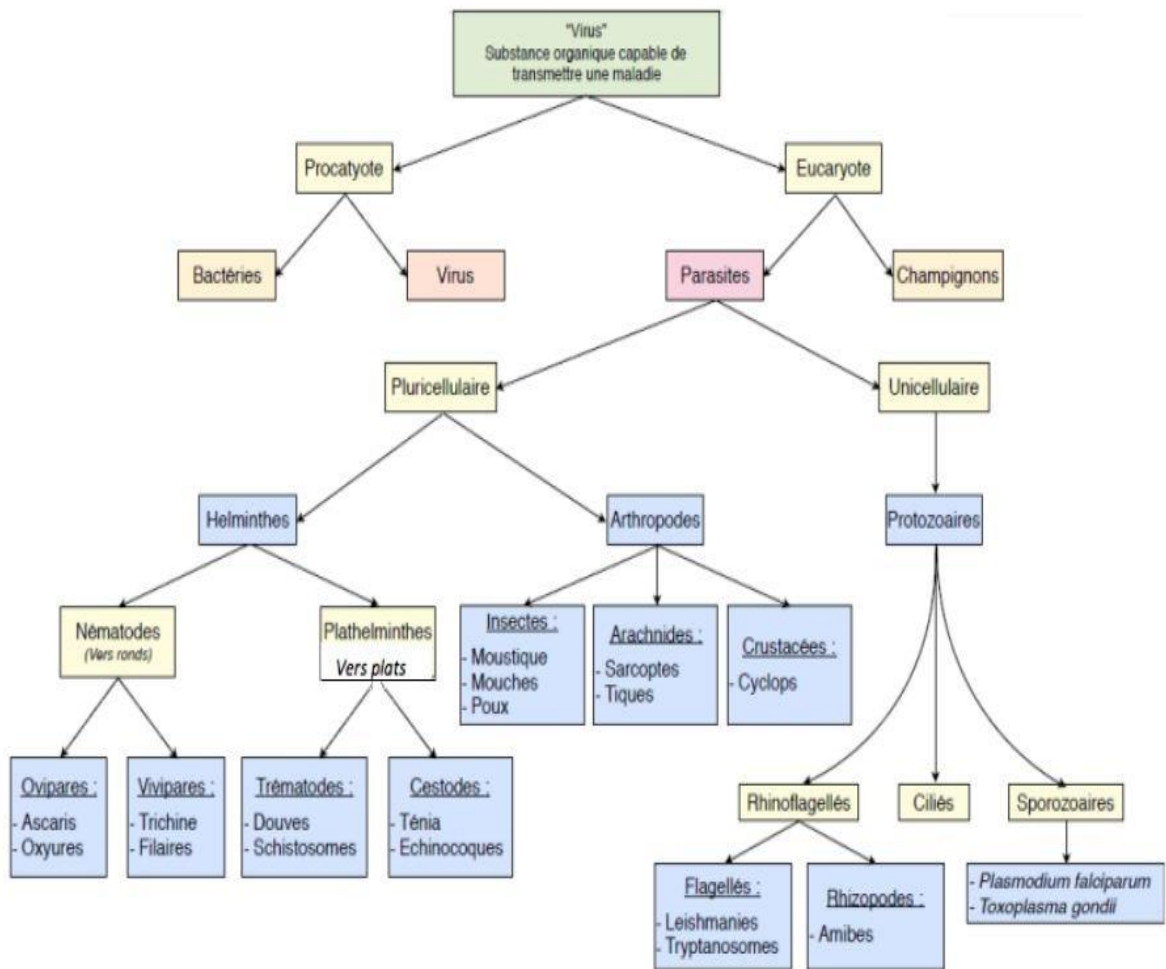 "Virus"
Substance organique capable de
transmettre une maladie
Procatyote
Eucaryote
Bactéries
Virus
Parasites
Champignons
Pluricellulaire
Unicellulaire
Helminthes
Arthropodes
Protozoaires
Nématodes
(Vers ronds)
Plathelminthes
Vers plats
Insectes :
- Moustique
- Mouches
- Poux
Arachnides :
- Sarcoptes
- Tiques
Crustacées :
- Cyclops
Ovipares :
- Ascaris
- Oxyures
Vivipares :
- Trichine
- Filaires
Trématodes :
- Douves
- Schistosomes
Cestodes :
- Ténia
- Echinocoques
Rhinoflagellés
Ciliés
Sporozoaires
Flagellés :
- Leishmanies
- Tryptanosomes
Rhizopodes :
- Amibes
- Plasmodium falciparum
- Toxoplasma gondii